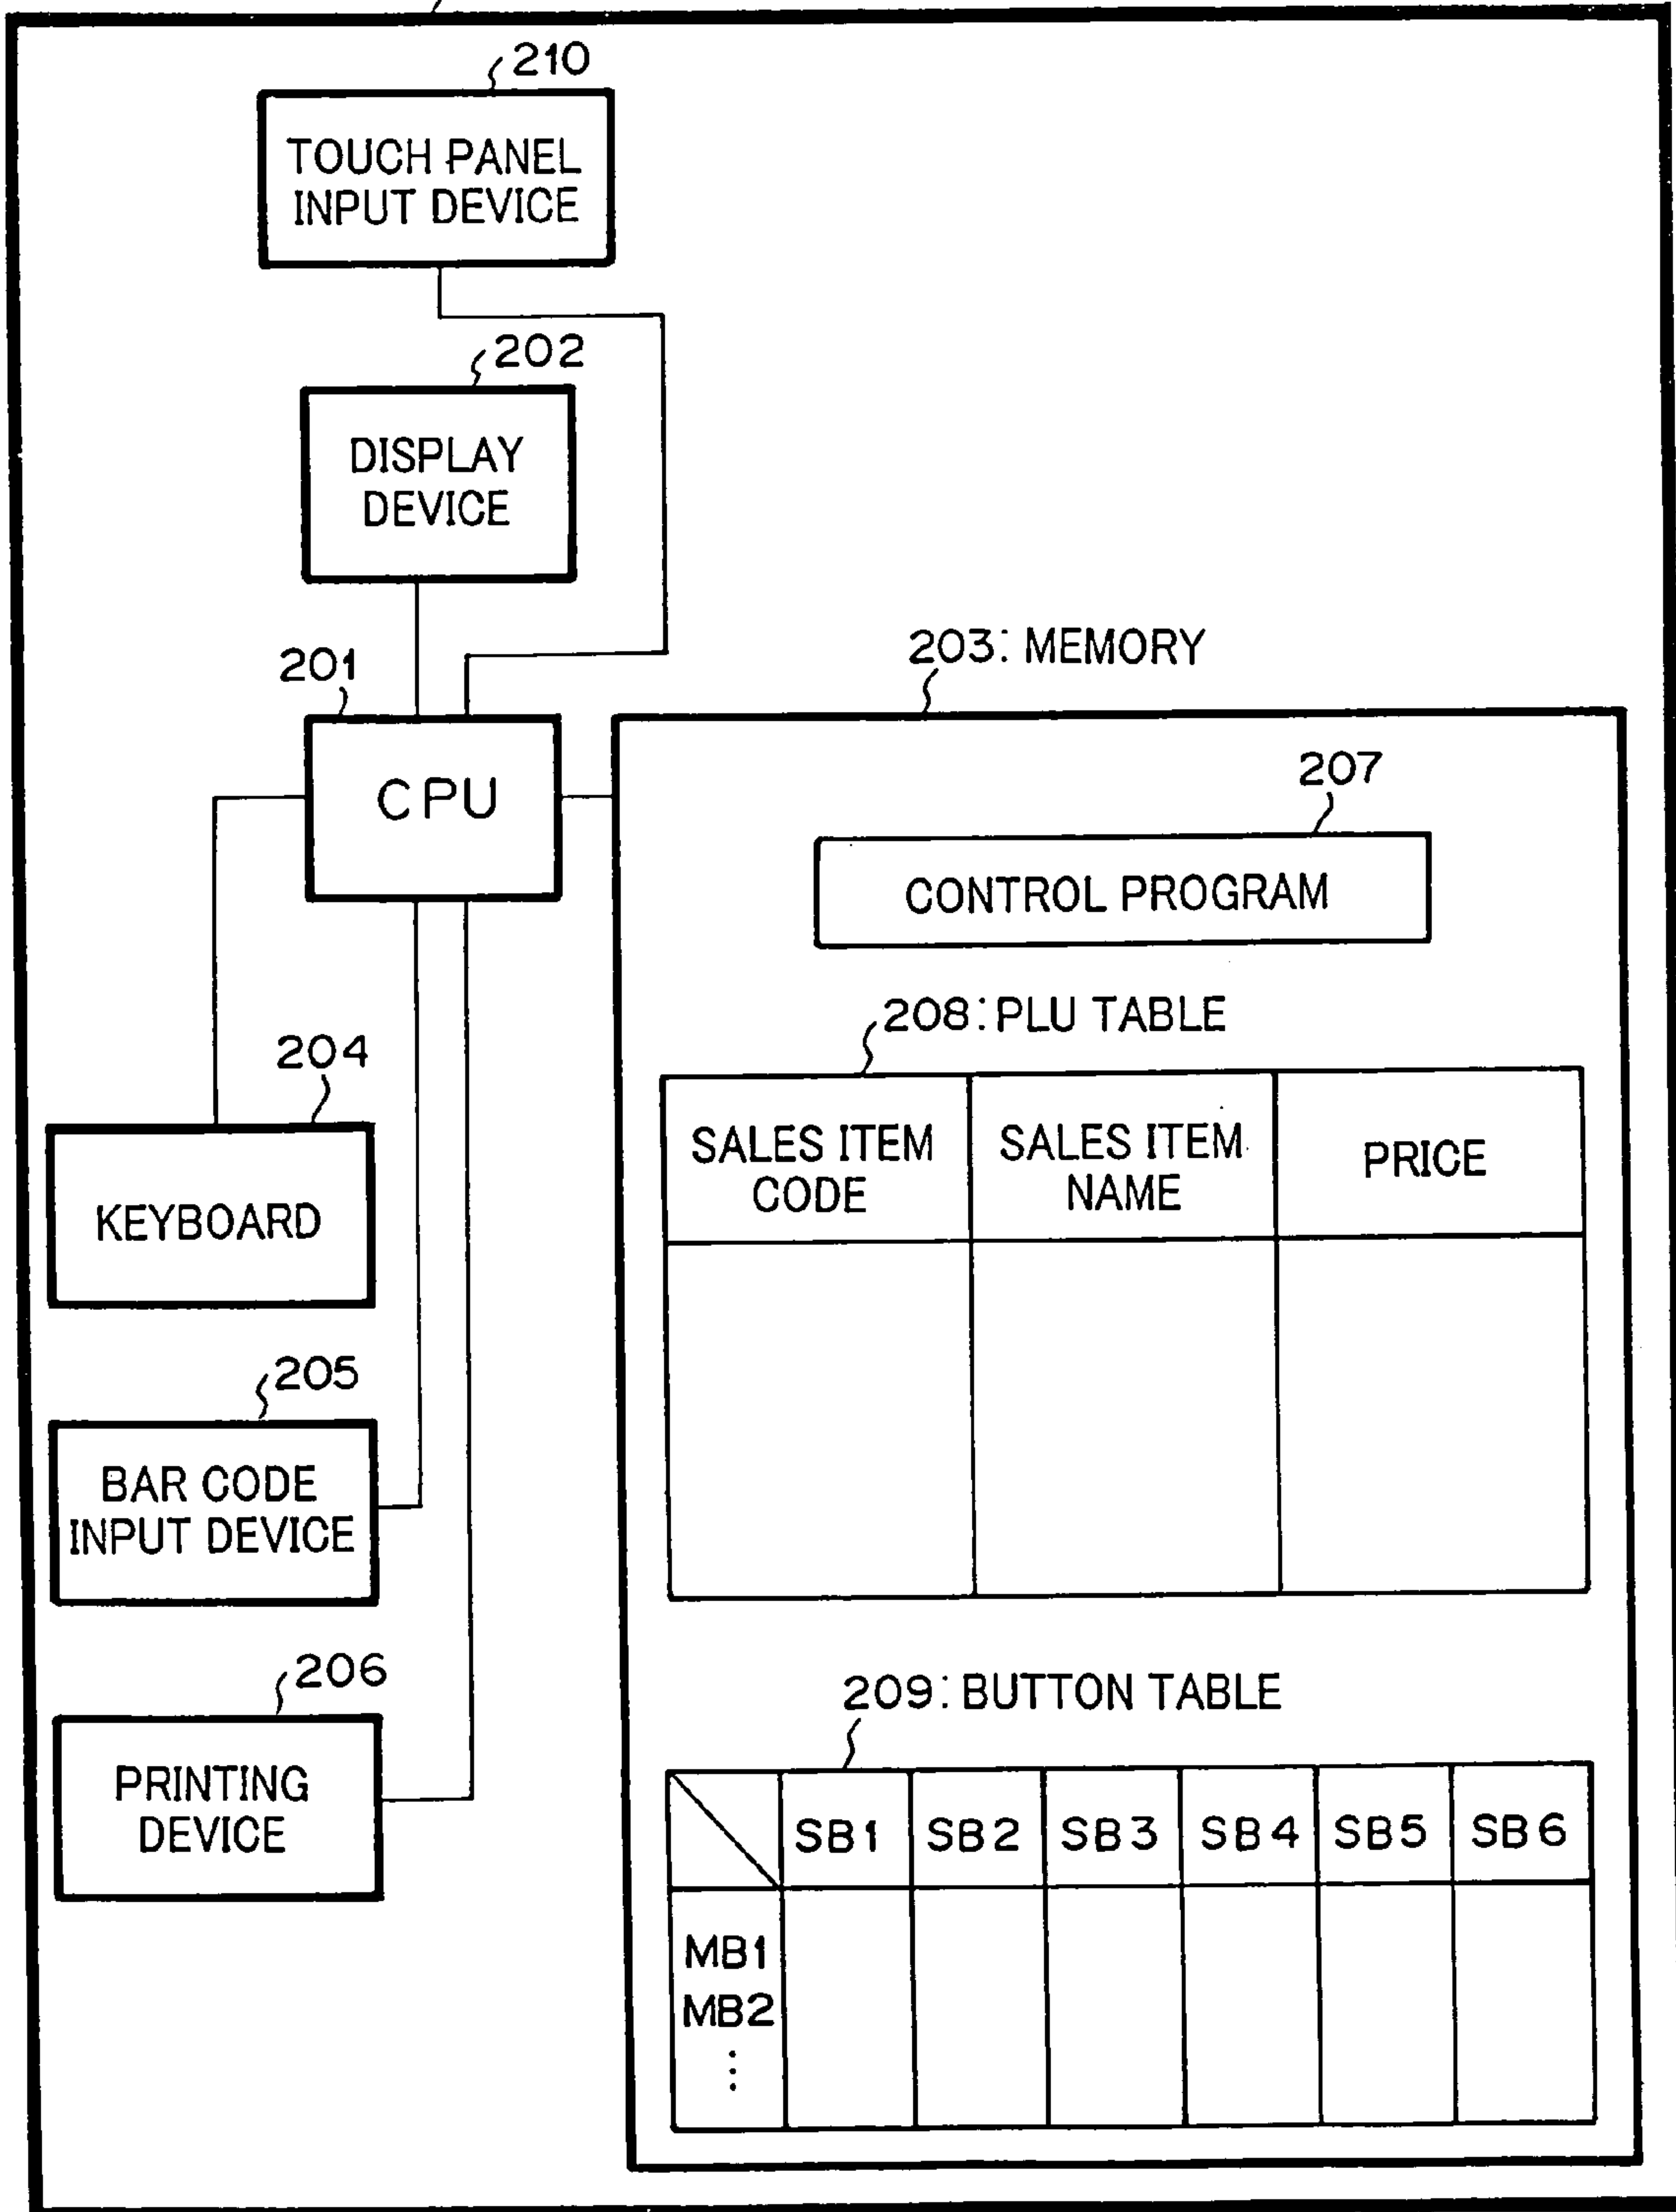 210
TOUCH PANEL
INPUT DEVICE
202
DISPLAY
DEVICE
201
CPU
203: MEMORY
207
CONTROL PROGRAM
208: PLU TABLE
SALES ITEM
CODE
SALES ITEM
NAME
PRICE
204
KEYBOARD
205
BAR CODE
INPUT DEVICE
206
PRINTING
DEVICE
209: BUTTON TABLE
SB1 SB2 SB3 SB4 SB5 SB6
MB1
MB2
⋮